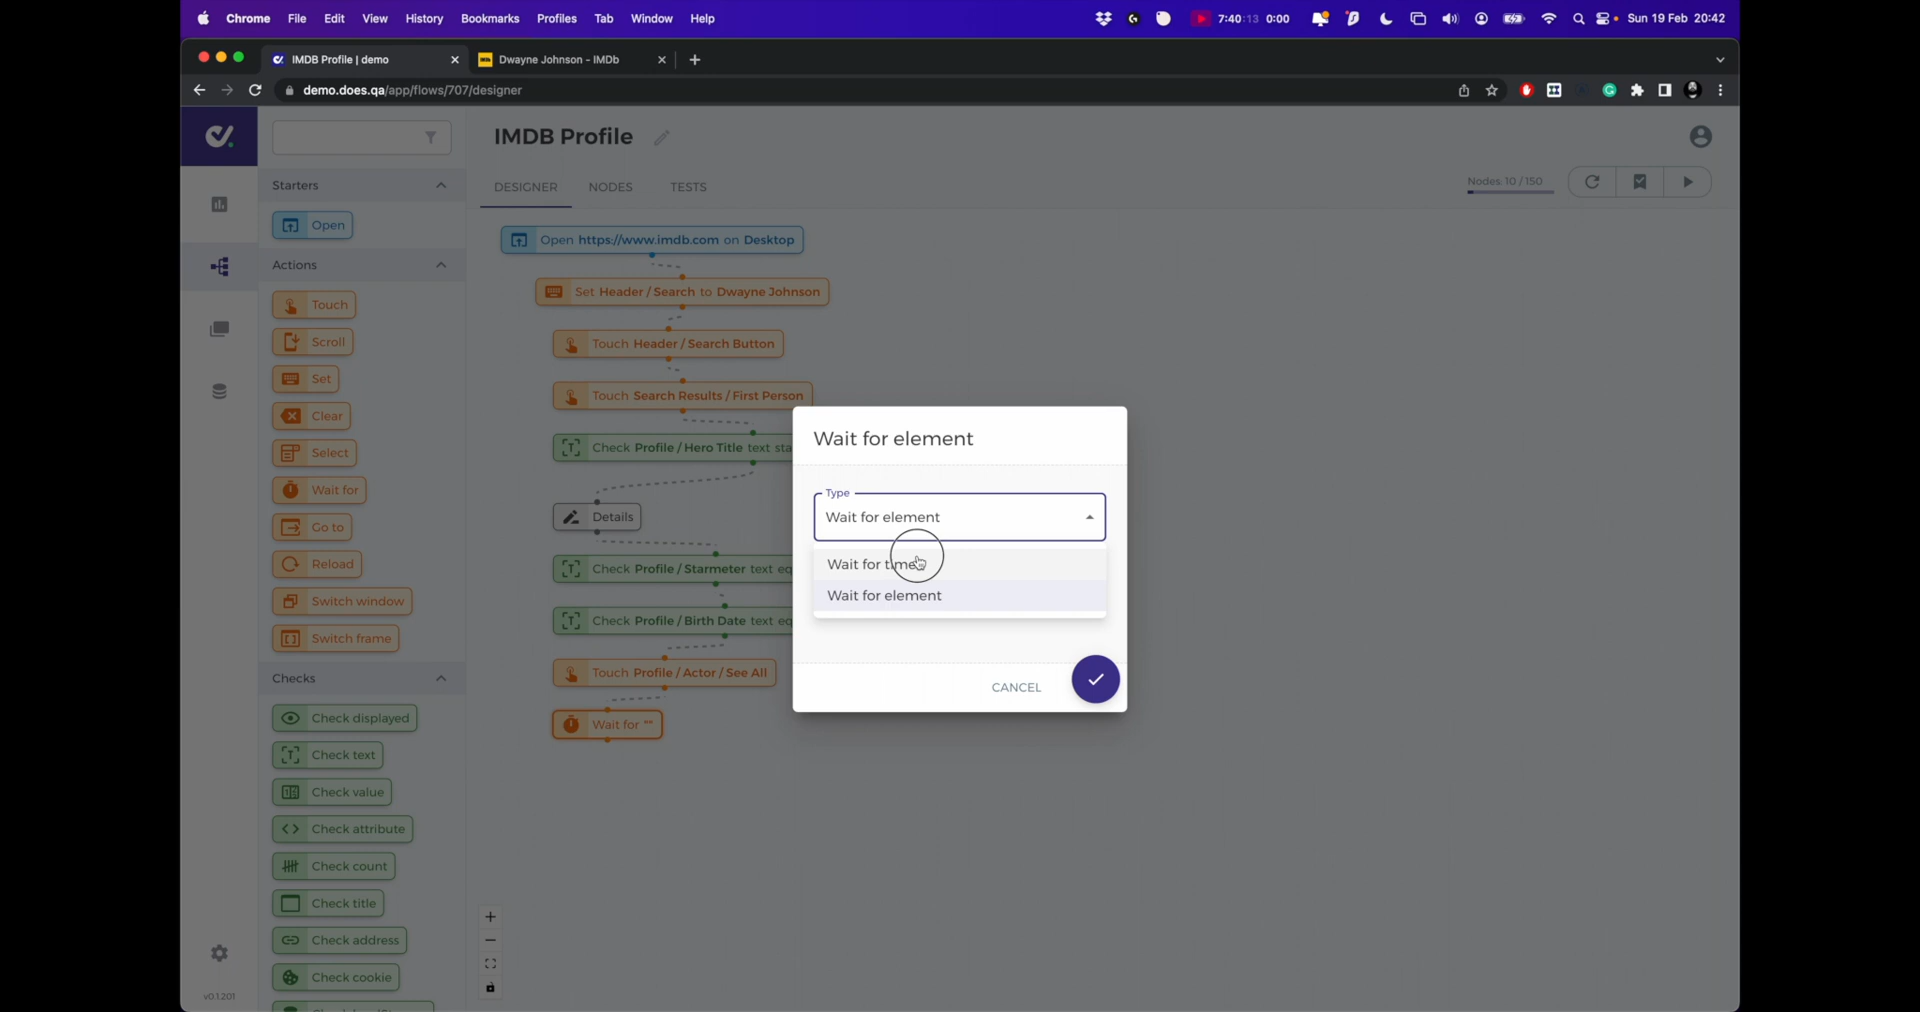 Chrome File Edit View History Bookmarks Profiles Tab Window Help 7:40:13 0:00 Sun 19 Feb 20:42
IMDB Profile | demo Dwayne Johnson - IMDb
demo.does.qa/app/flows/707/designer
IMDB Profile
DESIGNER NODES TESTS
Nodes: 10 / 150
Starters
Open
Actions
Touch
Scroll
Set
Clear
Select
Wait for
Go to
Reload
Switch window
Switch frame
Checks
Check displayed
Check text
Check value
Check attribute
Check count
Check title
Check address
Check cookie
v0.1.201
Open https://www.imdb.com on Desktop
Set Header / Search to Dwayne Johnson
Touch Header / Search Button
Touch Search Results / First Person
Check Profile / Hero Title text sta
Details
Check Profile / Starmeter text eq
Check Profile / Birth Date text eq
Touch Profile / Actor / See All
Wait for ""
Wait for element
Type
Wait for element
Wait for time
Wait for element
CANCEL